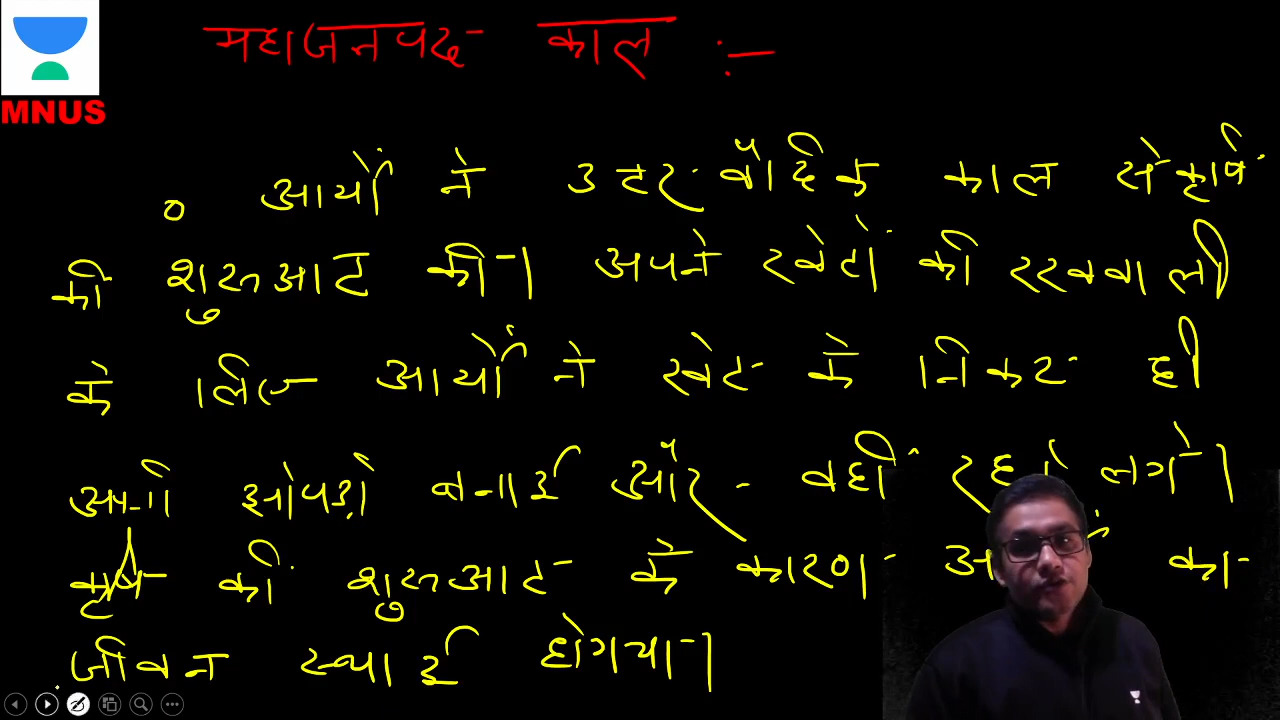 MNUS
महाजनपद काल :-
० आर्यों ने उत्तर वैदिक काल से कृषि
की शुरुआत की। अपने खेतों की रखवाली
के लिए आर्यों ने खेत के निकट ही
अपनी झोपड़ी बनाई और वहीं रहने लगे।
कृषि की शुरुआत के कारण का
जीवन स्थाई हो गया।